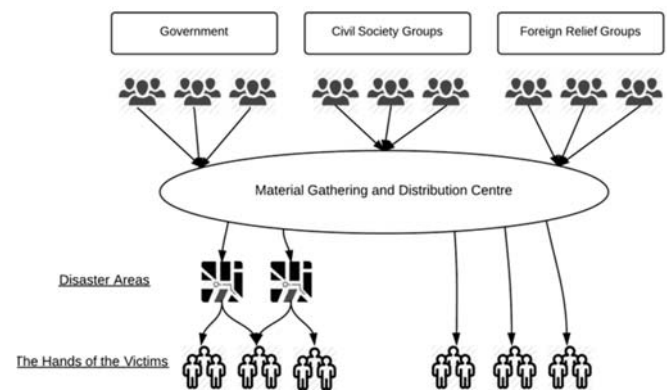 Government
Civil Society Groups
Foreign Relief Groups
Material Gathering and Distribution Centre
Disaster Areas
The Hands of the Victims